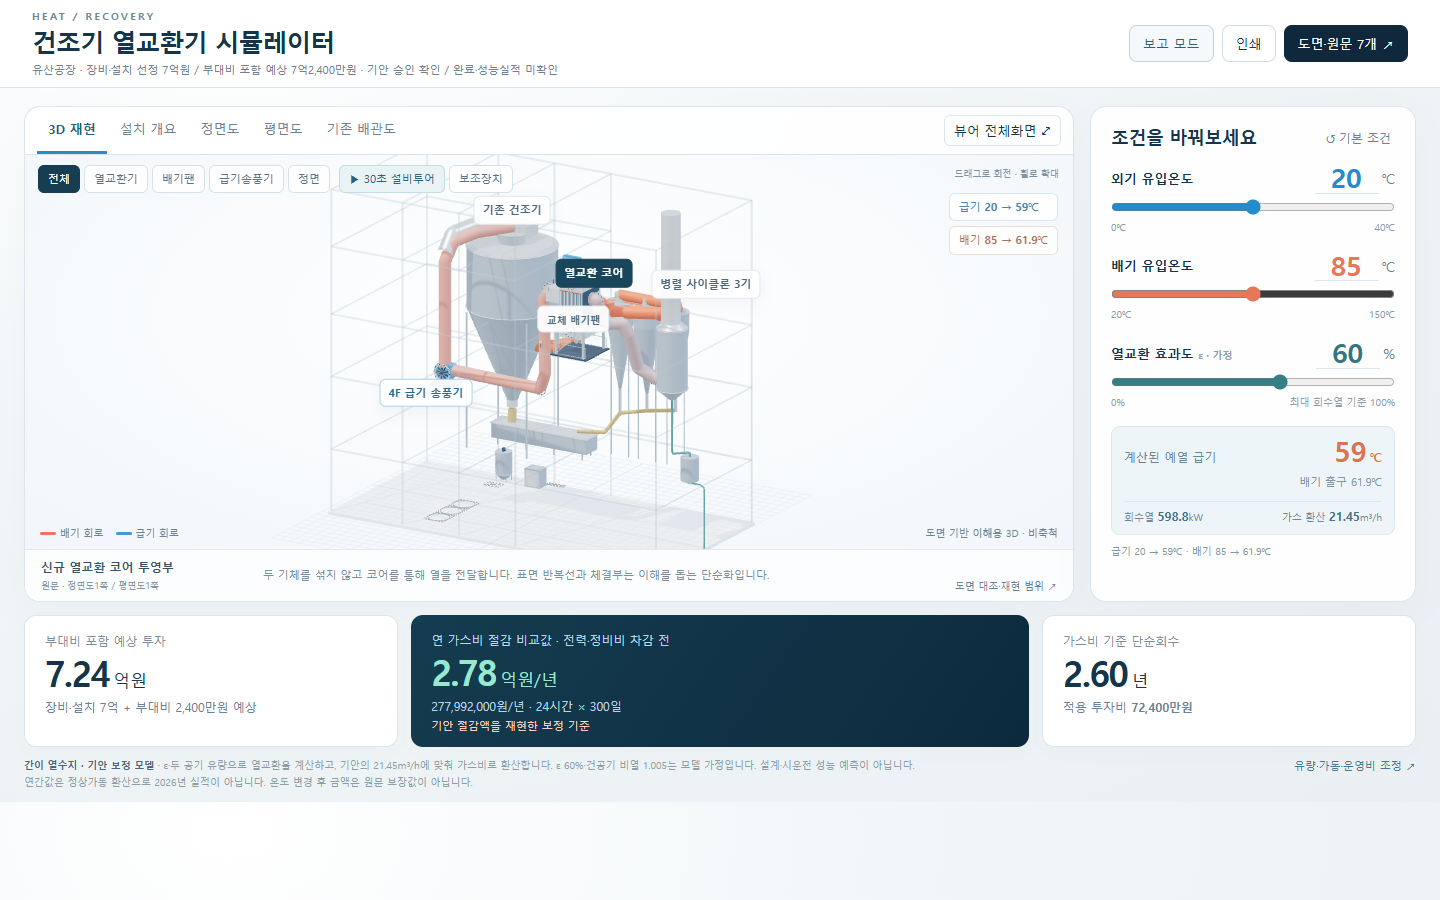 HEAT / RECOVERY
건조기 열교환기 시뮬레이터
유산공장 · 장비·설치 선정 7억원 / 부대비 포함 예상 7억2,400만원 · 기안 승인 확인 / 완료·성능실적 미확인
보고 모드
인쇄
도면·원문 7개 ↗
3D 재현
설치 개요
정면도
평면도
기존 배관도
뷰어 전체화면 ⤢
전체
열교환기
배기팬
급기송풍기
정면
▶ 30초 설비투어
보조장치
드래그로 회전 · 휠로 확대
급기 20 → 59℃
배기 85 → 61.9℃
기존 건조기
열교환 코어
병렬 사이클론 3기
교체 배기팬
4F 급기 송풍기
배기 회로
급기 회로
도면 기반 이해용 3D · 비축척
신규 열교환 코어 투영부
원문 · 정면도1쪽 / 평면도1쪽
두 기체를 섞지 않고 코어를 통해 열을 전달합니다. 표면 반복선과 체결부는 이해를 돕는 단순화입니다.
도면 대조·재현 범위 ↗
조건을 바꿔보세요
↺ 기본 조건
외기 유입온도
20 ℃
0℃
40℃
배기 유입온도
85 ℃
20℃
150℃
열교환 효과도 ε · 가정
60 %
0%
최대 회수열 기준 100%
계산된 예열 급기
59 ℃
배기 출구 61.9℃
회수열 598.8kW
가스 환산 21.45m³/h
급기 20 → 59℃ · 배기 85 → 61.9℃
부대비 포함 예상 투자
7.24 억원
장비·설치 7억 + 부대비 2,400만원 예상
연 가스비 절감 비교값 · 전력·정비비 차감 전
2.78 억원/년
277,992,000원/년 · 24시간 × 300일
기안 절감액을 재현한 보정 기준
가스비 기준 단순회수
2.60 년
적용 투자비 72,400만원
간이 열수지 · 기안 보정 모델 · ε·두 공기 유량으로 열교환을 계산하고, 기안의 21.45m³/h에 맞춰 가스비로 환산합니다. ε 60%·건공기 비열 1.005는 모델 가정입니다. 설계·시운전 성능 예측이 아닙니다.
연간값은 정상가동 환산으로 2026년 실적이 아닙니다. 온도 변경 후 금액은 원문 보장값이 아닙니다.
유량·가동·운영비 조정 ↗